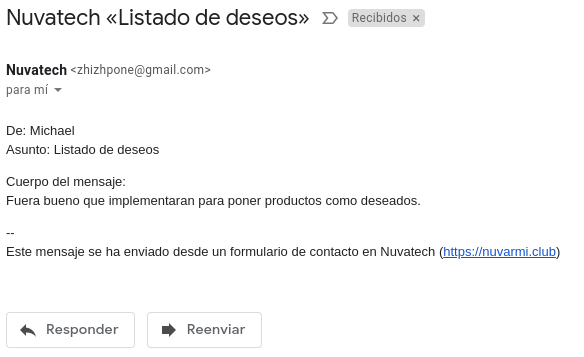 Nuvatech «Listado de deseos» Recibidos ×
Nuvatech <zhizhpone@gmail.com>
para mí
De: Michael
Asunto: Listado de deseos
Cuerpo del mensaje:
Fuera bueno que implementaran para poner productos como deseados.
--
Este mensaje se ha enviado desde un formulario de contacto en Nuvatech (https://nuvarmi.club)
Responder Reenviar